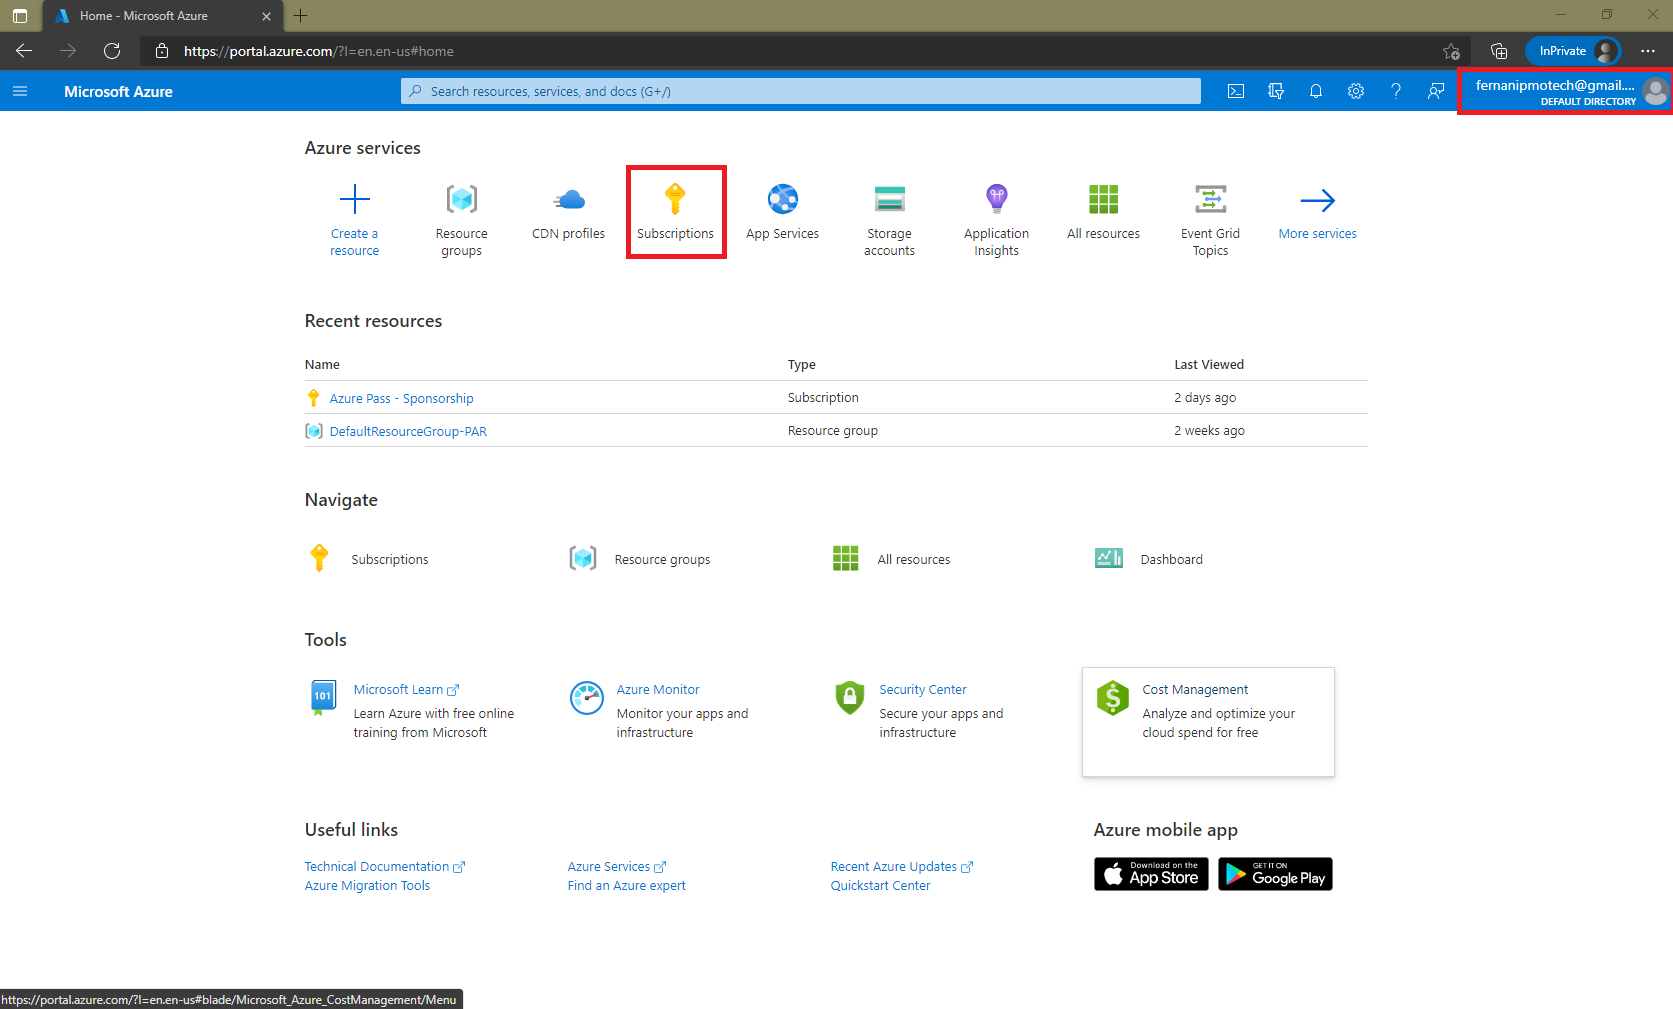 Home - Microsoft Azure
https://portal.azure.com/?l=en.en-us#home
InPrivate
Microsoft Azure
Search resources, services, and docs (G+/)
fernanipmotech@gmail....
DEFAULT DIRECTORY
Azure services
Create a
resource
Resource
groups
CDN profiles
Subscriptions
App Services
Storage
accounts
Application
Insights
All resources
Event Grid
Topics
More services
Recent resources
Name Type Last Viewed
Azure Pass - Sponsorship Subscription 2 days ago
DefaultResourceGroup-PAR Resource group 2 weeks ago
Navigate
Subscriptions Resource groups All resources Dashboard
Tools
101
Microsoft Learn
Learn Azure with free online
training from Microsoft
Azure Monitor
Monitor your apps and
infrastructure
Security Center
Secure your apps and
infrastructure
Cost Management
Analyze and optimize your
cloud spend for free
Useful links
Technical Documentation
Azure Migration Tools
Azure Services
Find an Azure expert
Recent Azure Updates
Quickstart Center
Azure mobile app
Download on the
App Store
GET IT ON
Google Play
https://portal.azure.com/?l=en.en-us#blade/Microsoft_Azure_CostManagement/Menu